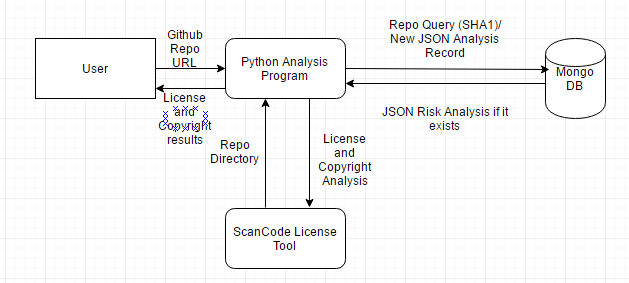 Github
Repo
URL
User
License
and
Copyright
results
Python Analysis
Program
Repo Query (SHA1)/
New JSON Analysis
Record
Mongo
DB
JSON Risk Analysis if it
exists
Repo
Directory
License
and
Copyright
Analysis
ScanCode License
Tool